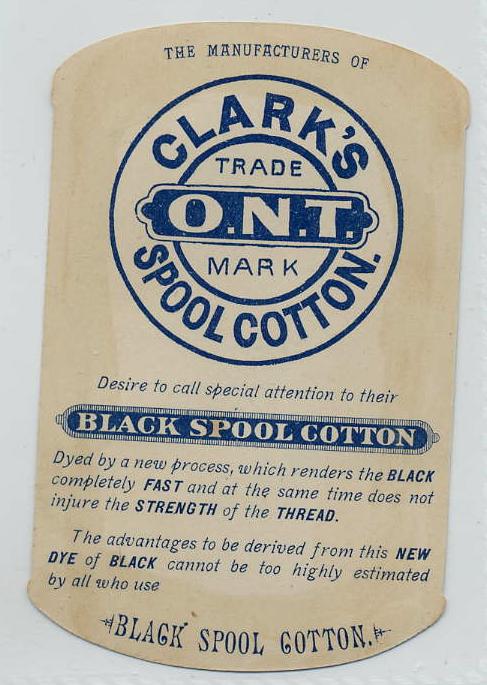 THE MANUFACTURERS OF
CLARK'S
TRADE
O.N.T.
MARK
SPOOL COTTON.
Desire to call special attention to their
BLACK SPOOL COTTON
Dyed by a new process, which renders the BLACK
completely FAST and at the same time does not
injure the STRENGTH of the THREAD.
The advantages to be derived from this NEW
DYE of BLACK cannot be too highly estimated
by all who use
BLACK SPOOL COTTON.